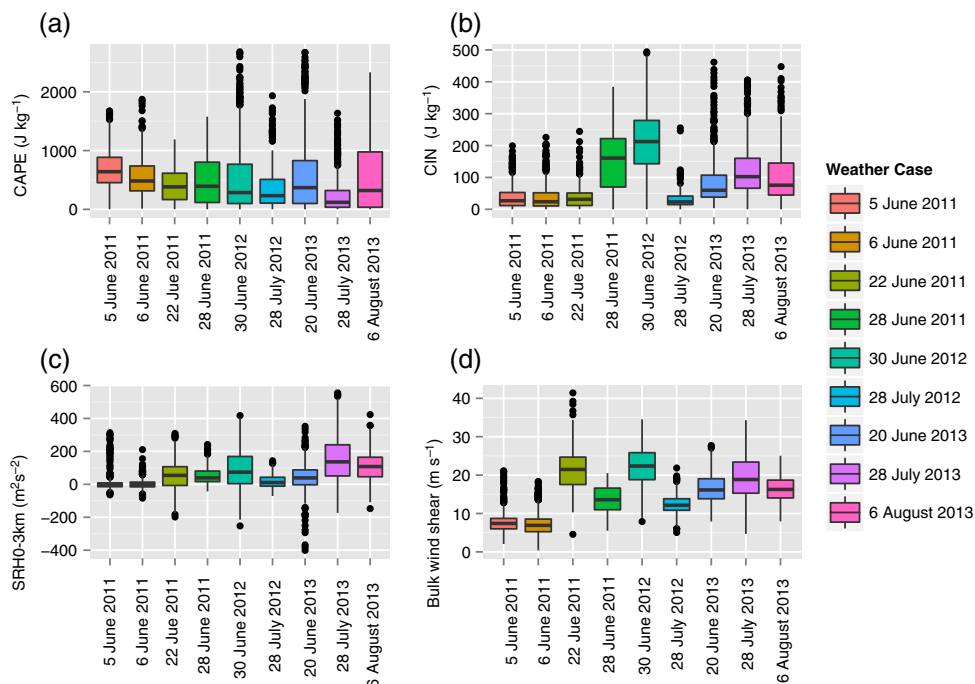 (a)
CAPE (J kg⁻¹)
2000
1000
0
5 June 2011
6 June 2011
22 Jue 2011
28 June 2011
30 June 2012
28 July 2012
20 June 2013
28 July 2013
6 August 2013
(b)
CIN (J kg⁻¹)
500
400
300
200
100
0
5 June 2011
6 June 2011
22 Jue 2011
28 June 2011
30 June 2012
28 July 2012
20 June 2013
28 July 2013
6 August 2013
(c)
SRH0-3km (m²s⁻²)
600
400
200
0
−200
−400
5 June 2011
6 June 2011
22 Jue 2011
28 June 2011
30 June 2012
28 July 2012
20 June 2013
28 July 2013
6 August 2013
(d)
Bulk wind shear (m s⁻¹)
40
30
20
10
0
5 June 2011
6 June 2011
22 Jue 2011
28 June 2011
30 June 2012
28 July 2012
20 June 2013
28 July 2013
6 August 2013
Weather Case
5 June 2011
6 June 2011
22 June 2011
28 June 2011
30 June 2012
28 July 2012
20 June 2013
28 July 2013
6 August 2013